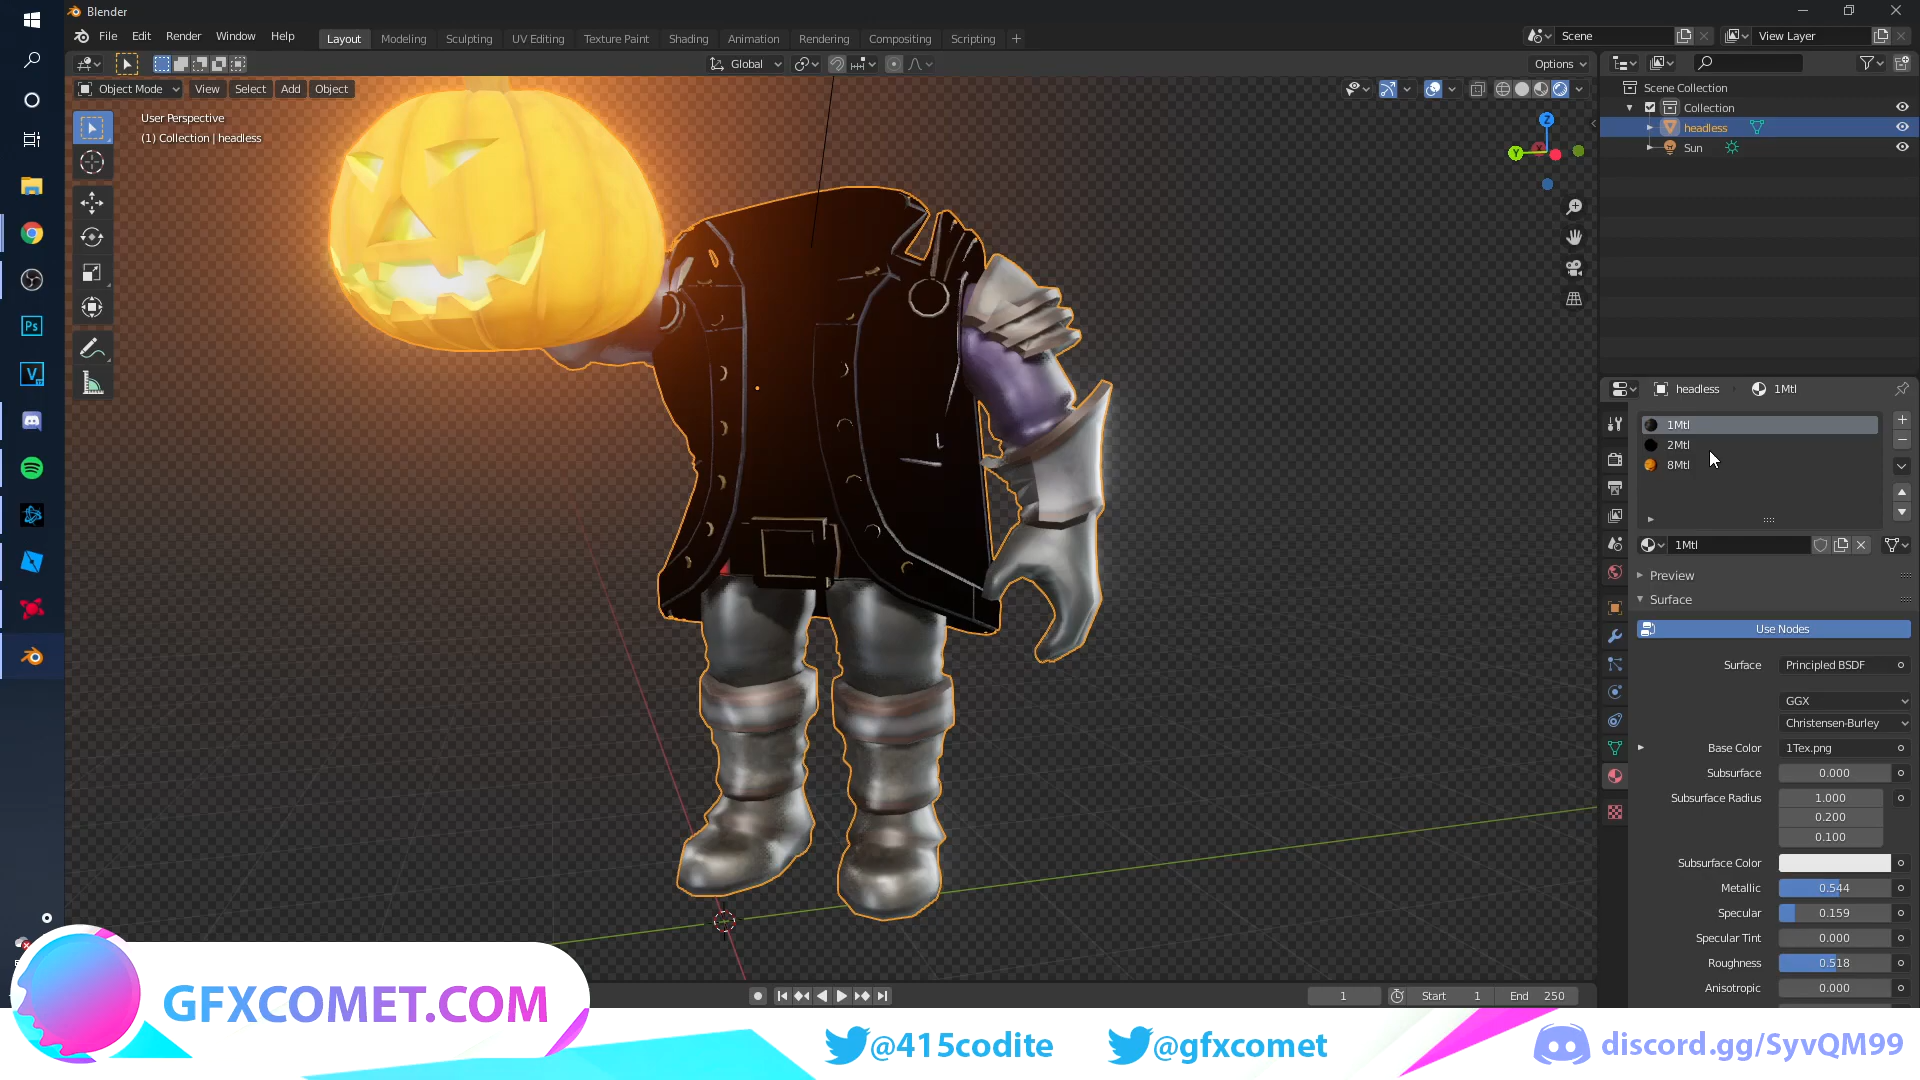 Blender
File Edit Render Window Help
Layout Modeling Sculpting UV Editing Texture Paint Shading Animation Rendering Compositing Scripting +
Scene
View Layer
Global
Options
Object Mode View Select Add Object
User Perspective
(1) Collection | headless
Z
Y
Scene Collection
Collection
headless
Sun
headless 1Mtl
1Mtl
2Mtl
8Mtl
1Mtl
Preview
Surface
Use Nodes
Surface Principled BSDF
GGX
Christensen-Burley
Base Color 1Tex.png
Subsurface 0.000
Subsurface Radius 1.000
0.200
0.100
Subsurface Color
Metallic 0.544
Specular 0.159
Specular Tint 0.000
Roughness 0.518
Anisotropic 0.000
Ps
V
1 Start 1 End 250
GFXCOMET.COM
@415codite
@gfxcomet
discord.gg/SyvQM99